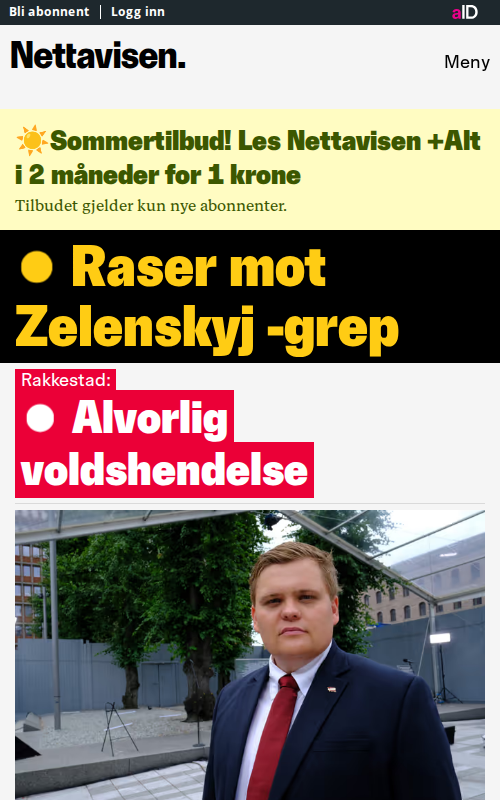 Bli abonnent | Logg inn
aID
Nettavisen.
Meny
☀️Sommertilbud! Les Nettavisen +Alt
i 2 måneder for 1 krone
Tilbudet gjelder kun nye abonnenter.
Raser mot
Zelenskyj -grep
Rakkestad:
Alvorlig
voldshendelse